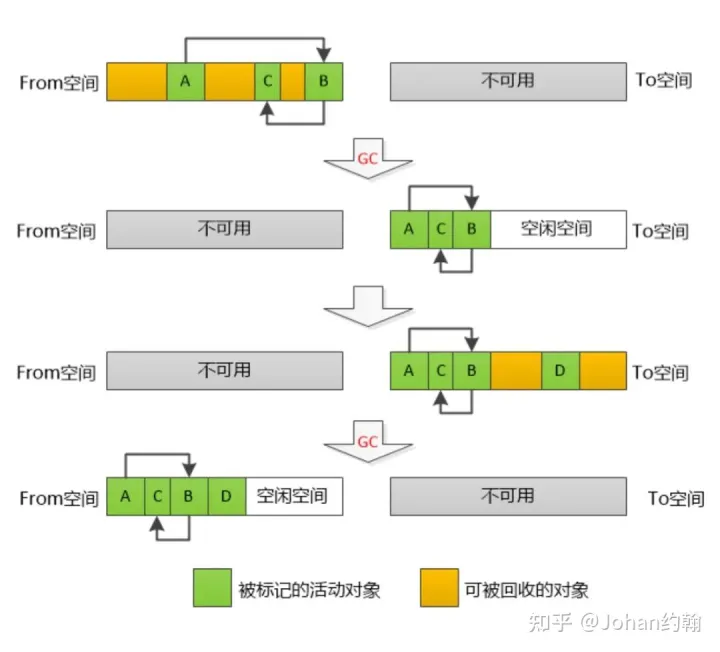 From空间 A C B 不可用 To空间
GC
From空间 不可用 A C B 空闲空间 To空间
From空间 不可用 A C B D To空间
GC
From空间 A C B D 空闲空间 不可用 To空间
被标记的活动对象 可被回收的对象
知乎 @Johan约翰